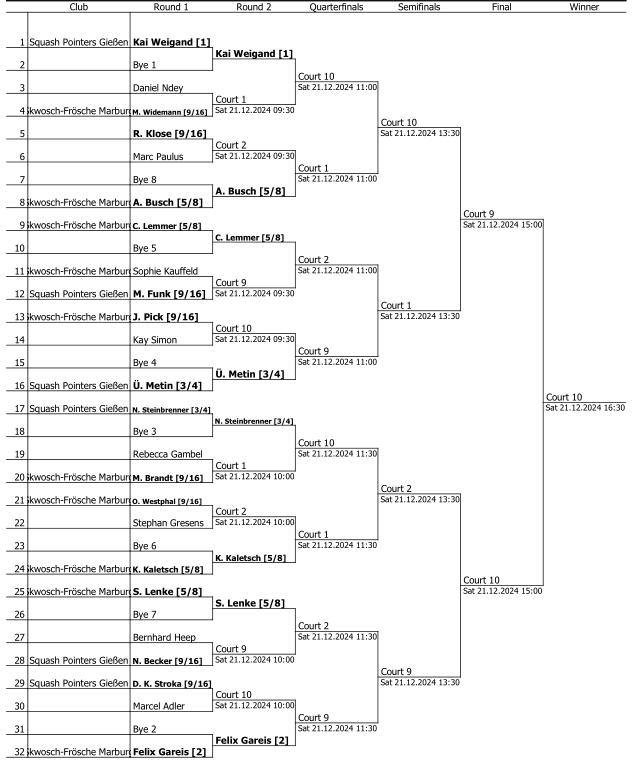 Club Round 1 Round 2 Quarterfinals Semifinals Final Winner
1 Squash Pointers Gießen Kai Weigand [1]
Kai Weigand [1]
2 Bye 1
Court 10
Sat 21.12.2024 11:00
3 Daniel Ndey
Court 1
Sat 21.12.2024 09:30
4 kwosch-Frösche Marburg M. Widemann [9/16]
Court 10
Sat 21.12.2024 13:30
5 R. Klose [9/16]
Court 2
Sat 21.12.2024 09:30
6 Marc Paulus
Court 1
Sat 21.12.2024 11:00
7 Bye 8
A. Busch [5/8]
8 kwosch-Frösche Marburg A. Busch [5/8]
Court 9
Sat 21.12.2024 15:00
9 kwosch-Frösche Marburg C. Lemmer [5/8]
C. Lemmer [5/8]
10 Bye 5
Court 2
Sat 21.12.2024 11:00
11 kwosch-Frösche Marburg Sophie Kauffeld
Court 9
Sat 21.12.2024 09:30
12 Squash Pointers Gießen M. Funk [9/16]
Court 1
Sat 21.12.2024 13:30
13 kwosch-Frösche Marburg J. Pick [9/16]
Court 10
Sat 21.12.2024 09:30
14 Kay Simon
Court 9
Sat 21.12.2024 11:00
15 Bye 4
Ü. Metin [3/4]
16 Squash Pointers Gießen Ü. Metin [3/4]
Court 10
Sat 21.12.2024 16:30
17 Squash Pointers Gießen N. Steinbrenner [3/4]
N. Steinbrenner [3/4]
18 Bye 3
Court 10
Sat 21.12.2024 11:30
19 Rebecca Gambel
Court 1
Sat 21.12.2024 10:00
20 kwosch-Frösche Marburg M. Brandt [9/16]
Court 2
Sat 21.12.2024 13:30
21 kwosch-Frösche Marburg O. Westphal [9/16]
Court 2
Sat 21.12.2024 10:00
22 Stephan Gresens
Court 1
Sat 21.12.2024 11:30
23 Bye 6
K. Kaletsch [5/8]
24 kwosch-Frösche Marburg K. Kaletsch [5/8]
Court 10
Sat 21.12.2024 15:00
25 kwosch-Frösche Marburg S. Lenke [5/8]
S. Lenke [5/8]
26 Bye 7
Court 2
Sat 21.12.2024 11:30
27 Bernhard Heep
Court 9
Sat 21.12.2024 10:00
28 Squash Pointers Gießen N. Becker [9/16]
Court 9
Sat 21.12.2024 13:30
29 Squash Pointers Gießen D. K. Stroka [9/16]
Court 10
Sat 21.12.2024 10:00
30 Marcel Adler
Court 9
Sat 21.12.2024 11:30
31 Bye 2
Felix Gareis [2]
32 kwosch-Frösche Marburg Felix Gareis [2]